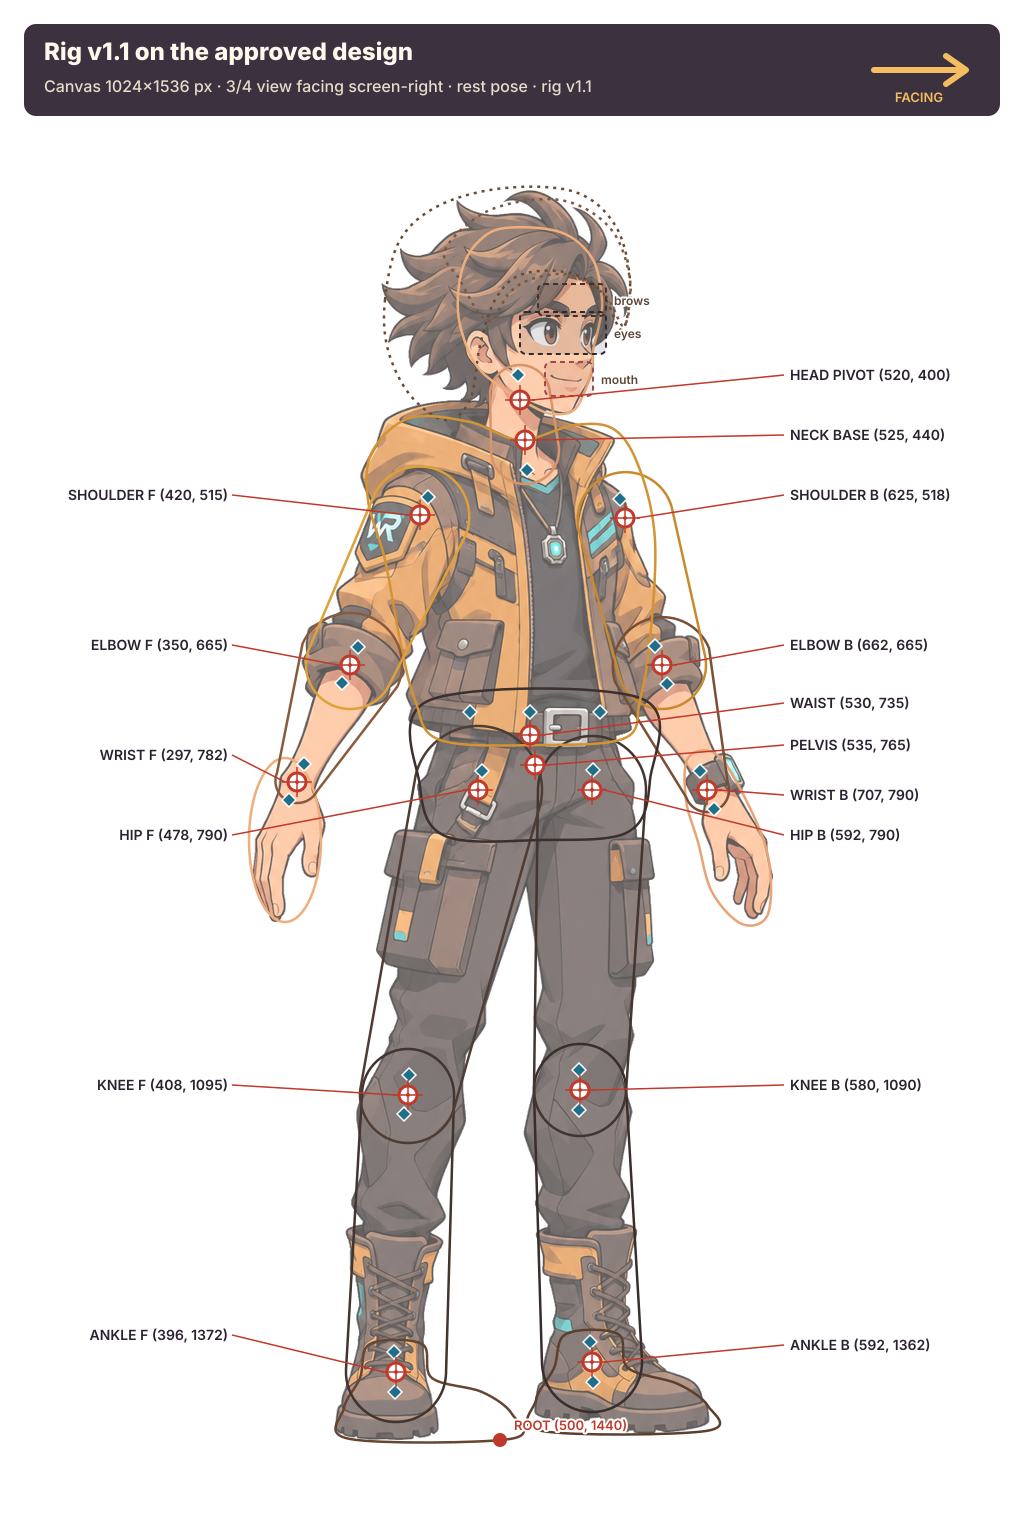 Rig v1.1 on the approved design
Canvas 1024×1536 px · 3/4 view facing screen-right · rest pose · rig v1.1
FACING
brows
eyes
mouth
HEAD PIVOT (520, 400)
NECK BASE (525, 440)
SHOULDER F (420, 515)
SHOULDER B (625, 518)
WR
ELBOW F (350, 665)
ELBOW B (662, 665)
WAIST (530, 735)
PELVIS (535, 765)
WRIST F (297, 782)
WRIST B (707, 790)
HIP F (478, 790)
HIP B (592, 790)
KNEE F (408, 1095)
KNEE B (580, 1090)
ANKLE F (396, 1372)
ANKLE B (592, 1362)
ROOT (500, 1440)